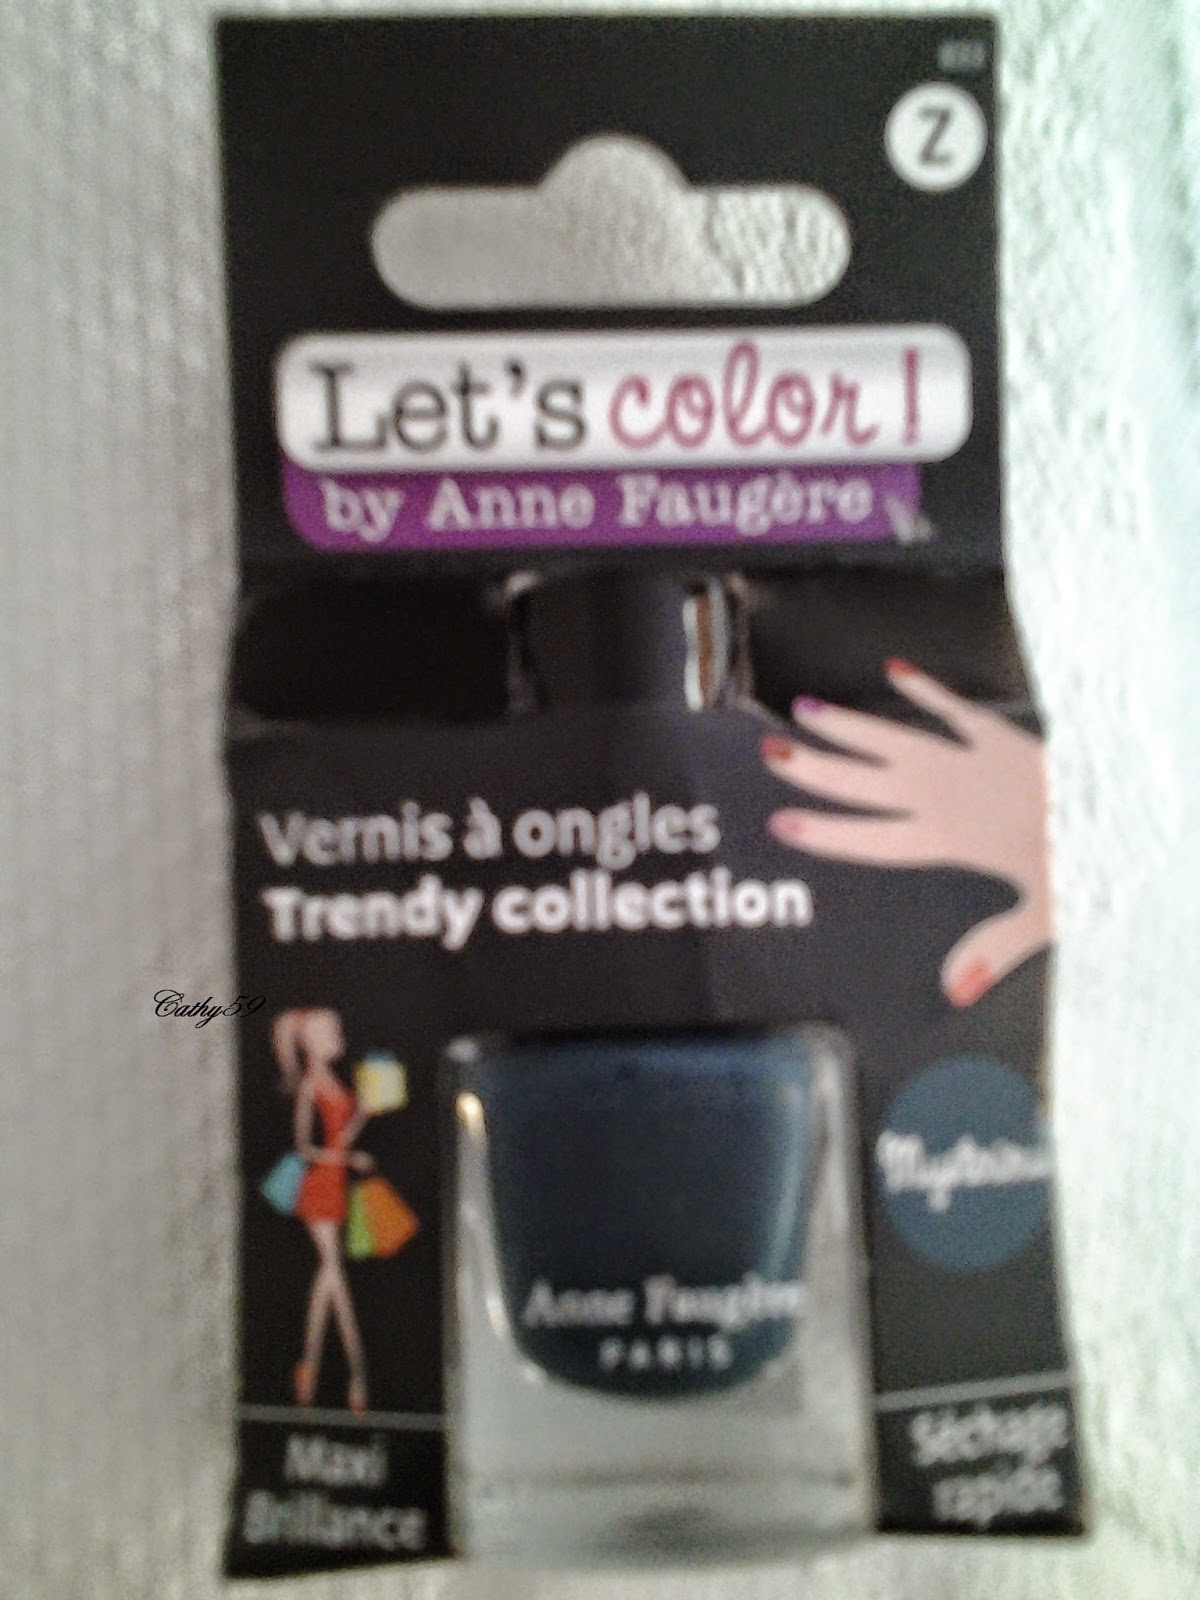 Z
Let's color !
by Anne Faugère
Vernis à ongles
Trendy collection
Cathy59
Anne Faugère
PARIS
Maxi
Brillance
Séchage
rapide